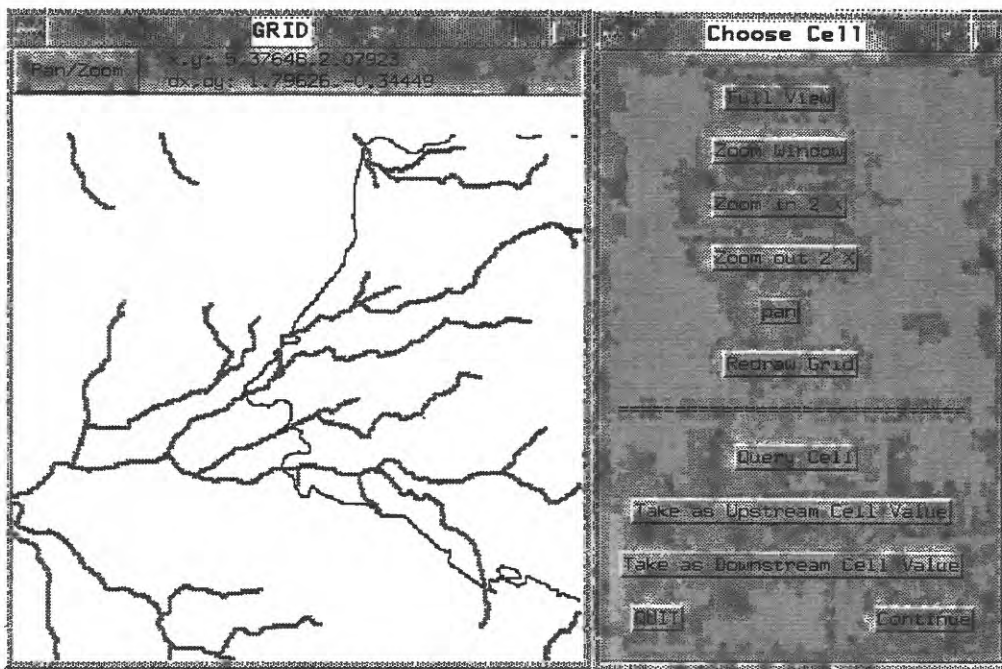 GRID
Pan/Zoom
x,y: 5.37646,2.07923
dx,dy: 1.79626,-0.34449
Choose Cell
Full View
Zoom Window
Zoom in 2 X
Zoom out 2 X
pan
Redraw Grid
Query Cell
Take as Upstream Cell Value
Take as Downstream Cell Value
QUIT
Continue